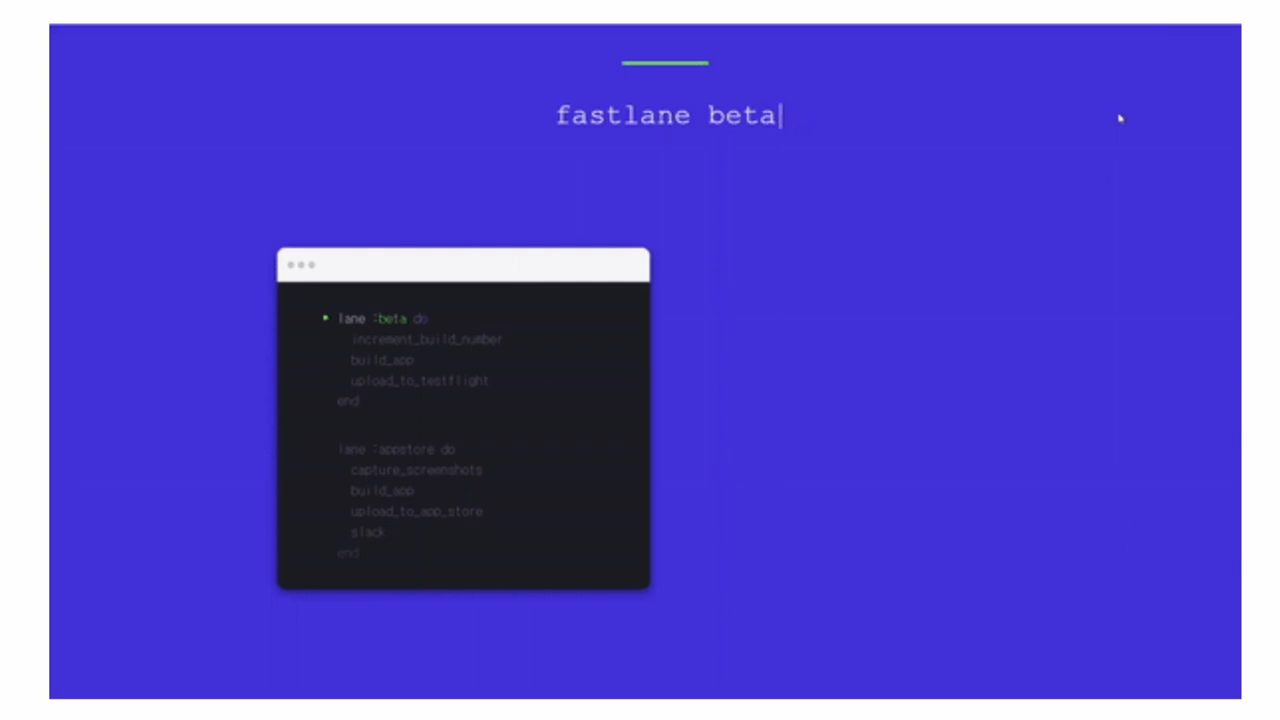 fastlane beta
lane :beta do
increment_build_number
build_app
upload_to_testflight
end
lane :appstore do
capture_screenshots
build_app
upload_to_app_store
slack
end